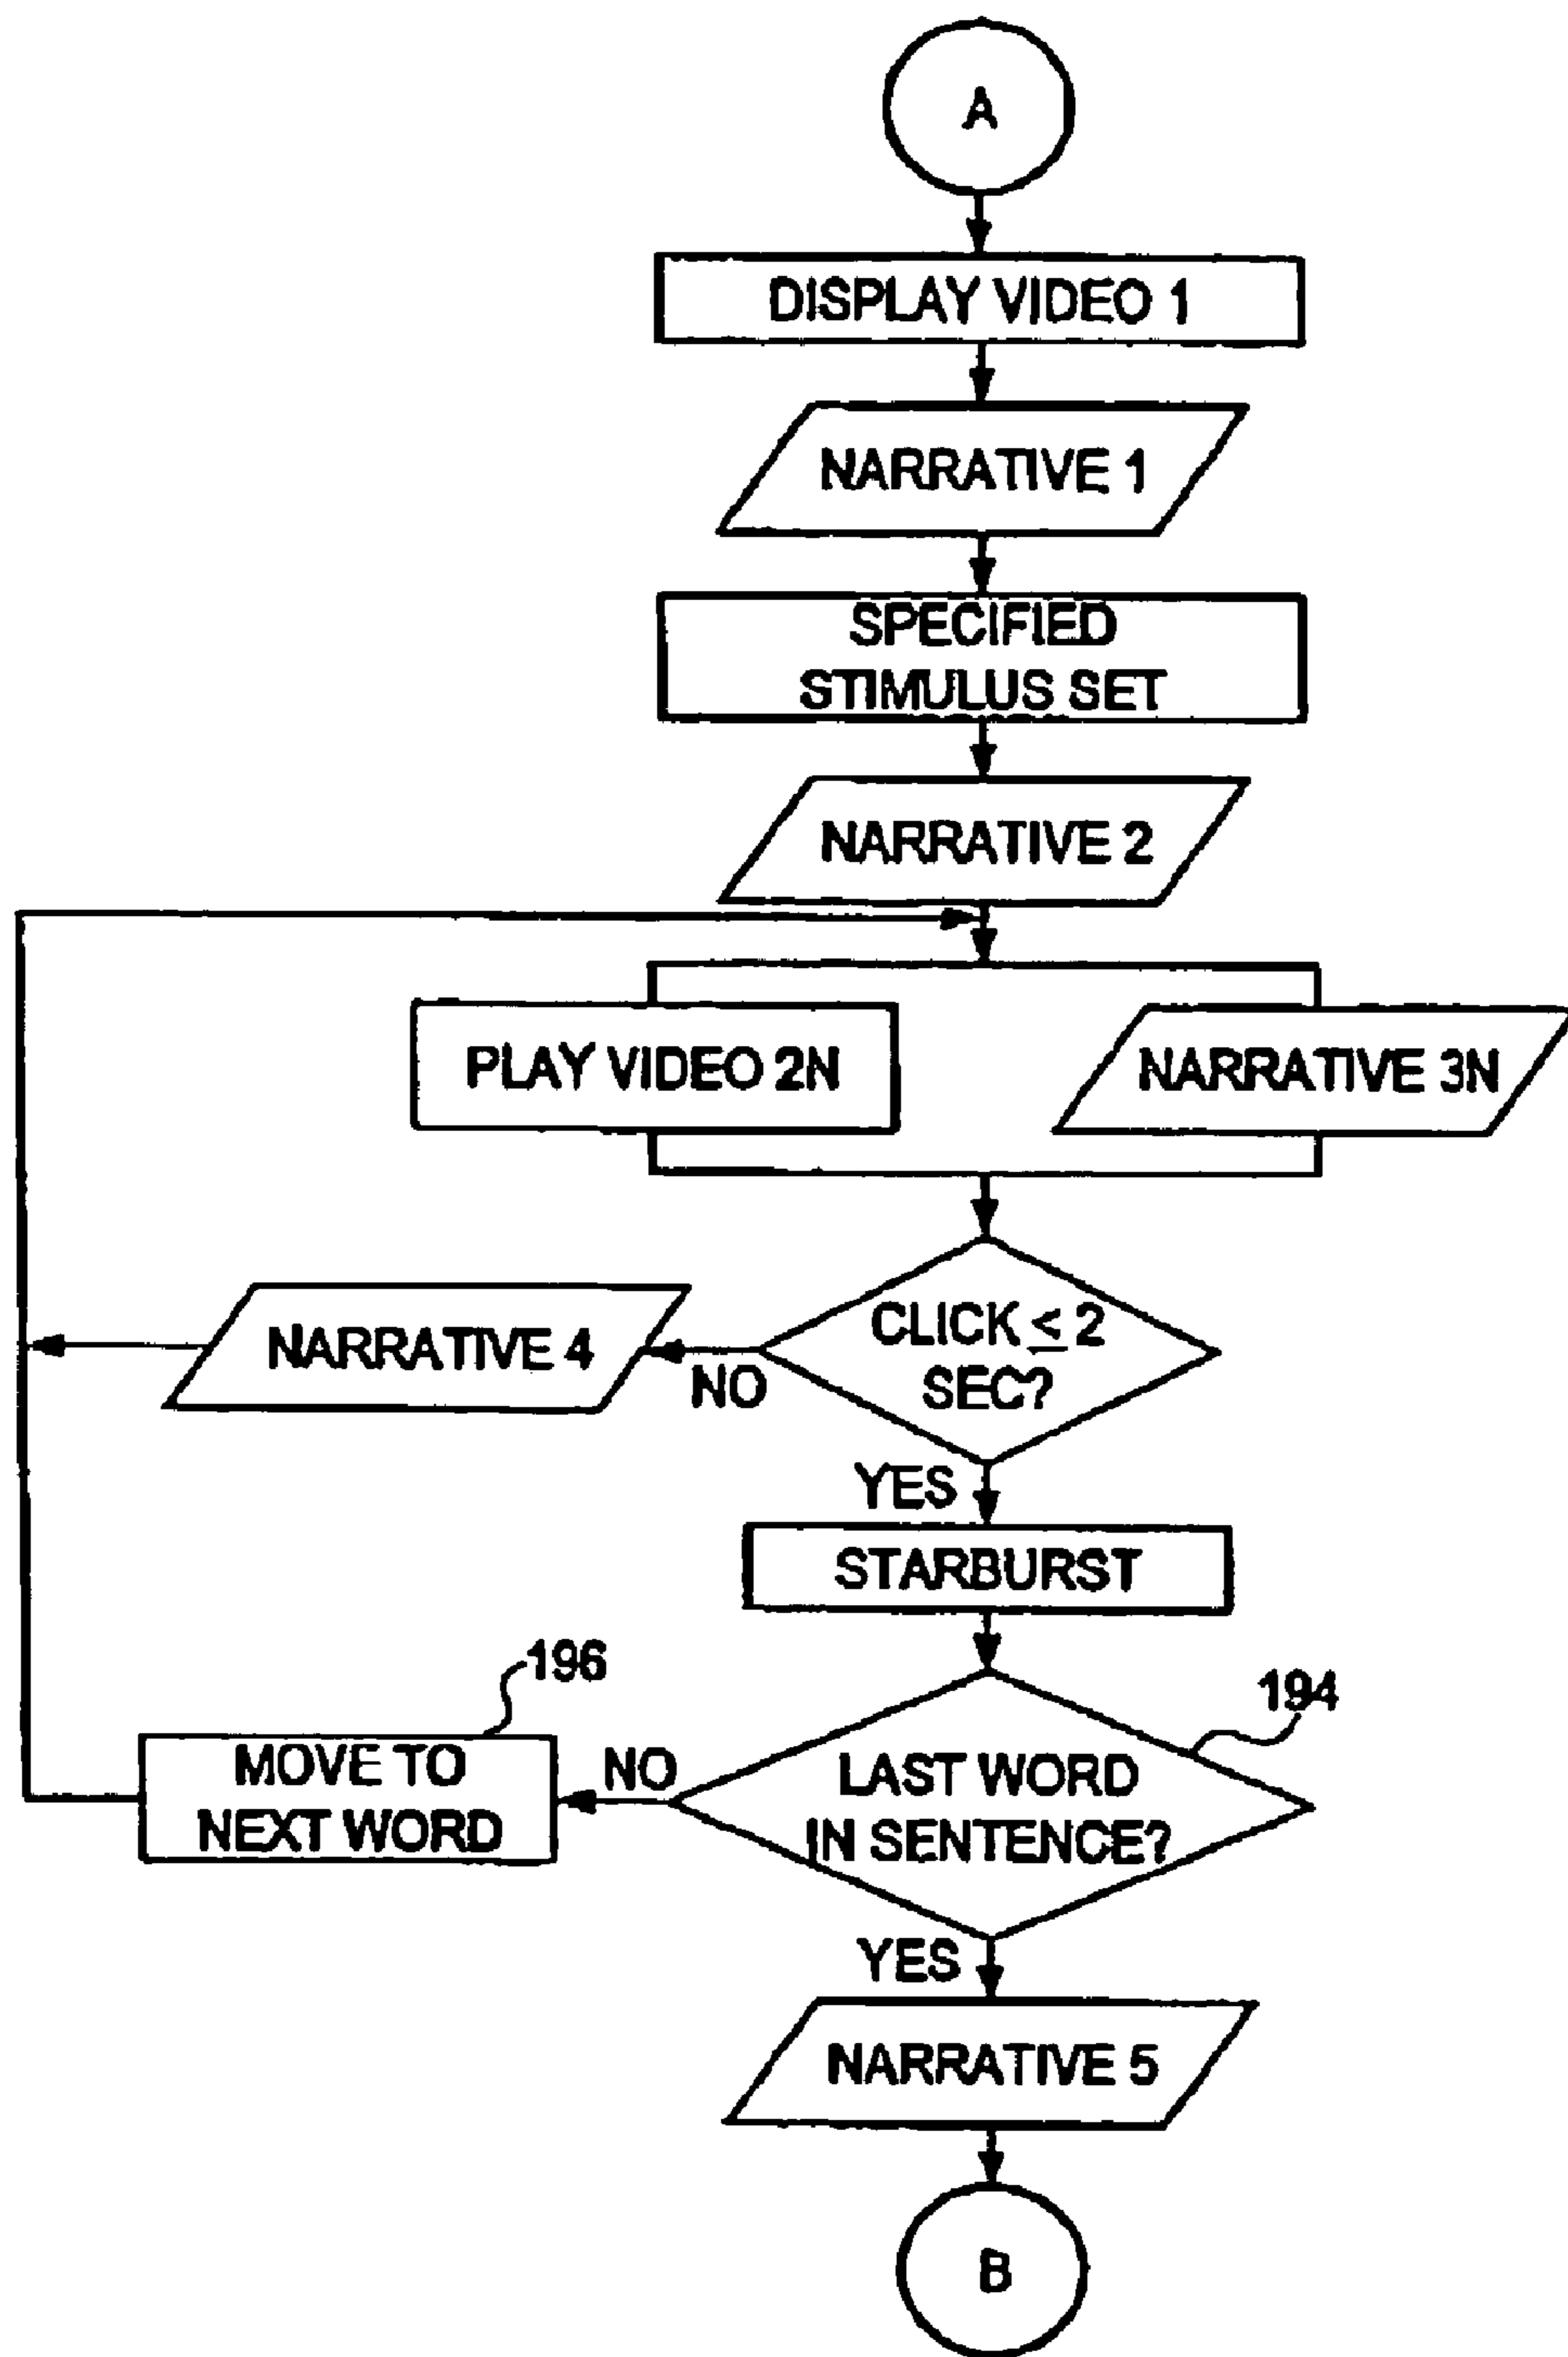 A
DISPLAY VIDEO 1
NARRATIVE 1
SPECIFIED
STIMULUS SET
NARRATIVE 2
PLAY VIDEO 2N
NARRATIVE 3N
CLICK ≤ 2
SEC?
NO
NARRATIVE 4
YES
STARBURST
196
194
LAST WORD
IN SENTENCE?
NO
MOVE TO
NEXT WORD
YES
NARRATIVE 5
B